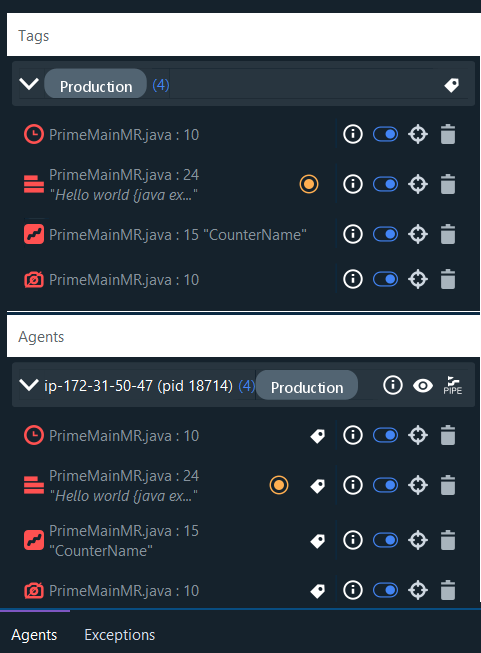 Tags
Production (4)
PrimeMainMR.java : 10
PrimeMainMR.java : 24
"Hello world {java ex..."
PrimeMainMR.java : 15 "CounterName"
PrimeMainMR.java : 10
Agents
ip-172-31-50-47 (pid 18714) (4) Production PIPE
PrimeMainMR.java : 10
PrimeMainMR.java : 24
"Hello world {java ex..."
PrimeMainMR.java : 15
"CounterName"
PrimeMainMR.java : 10
Agents Exceptions